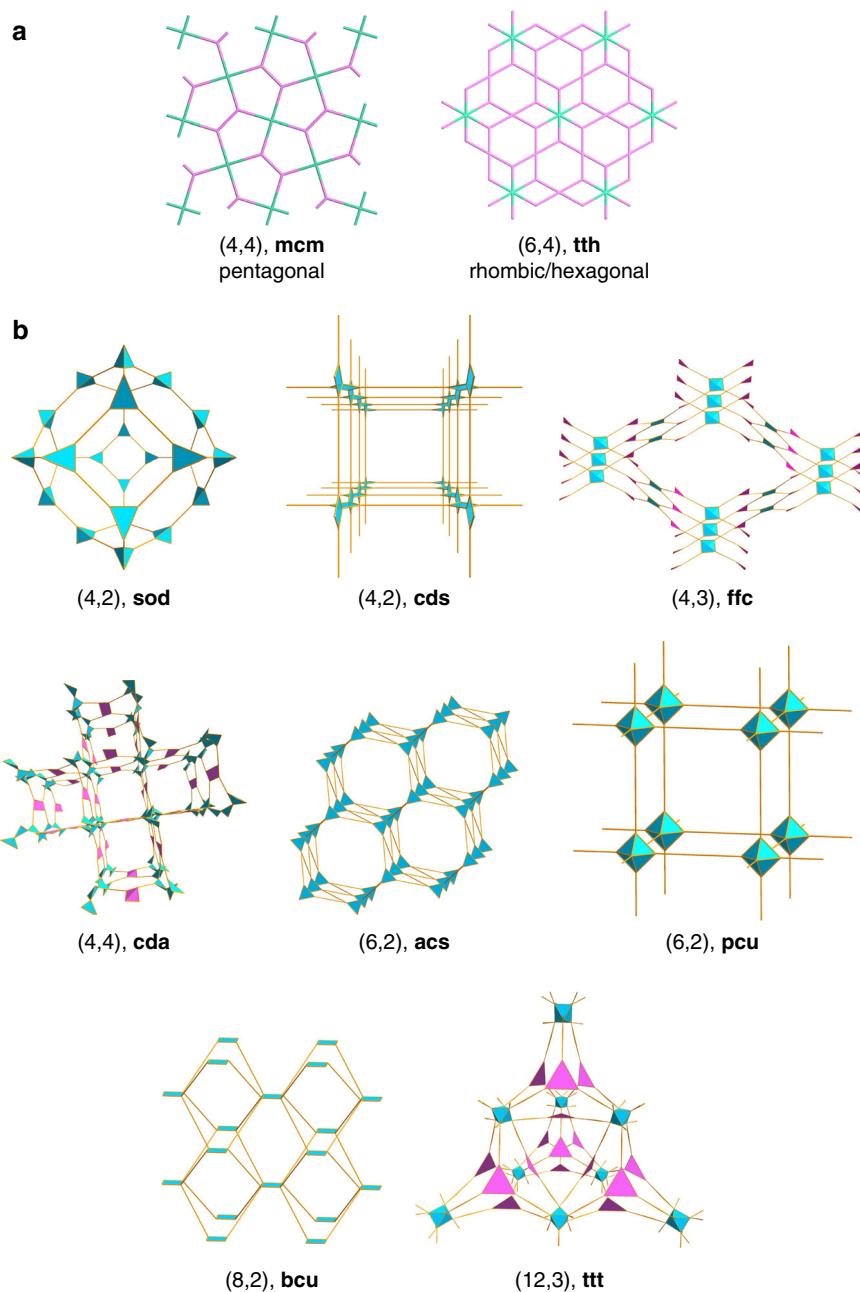 a
(4,4), mcm
pentagonal
(6,4), tth
rhombic/hexagonal
b
(4,2), sod
(4,2), cds
(4,3), ffc
(4,4), cda
(6,2), acs
(6,2), pcu
(8,2), bcu
(12,3), ttt